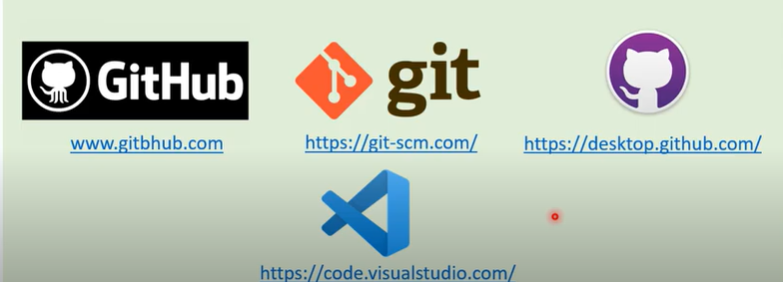 GitHub
git
www.gitbhub.com
https://git-scm.com/
https://desktop.github.com/
https://code.visualstudio.com/